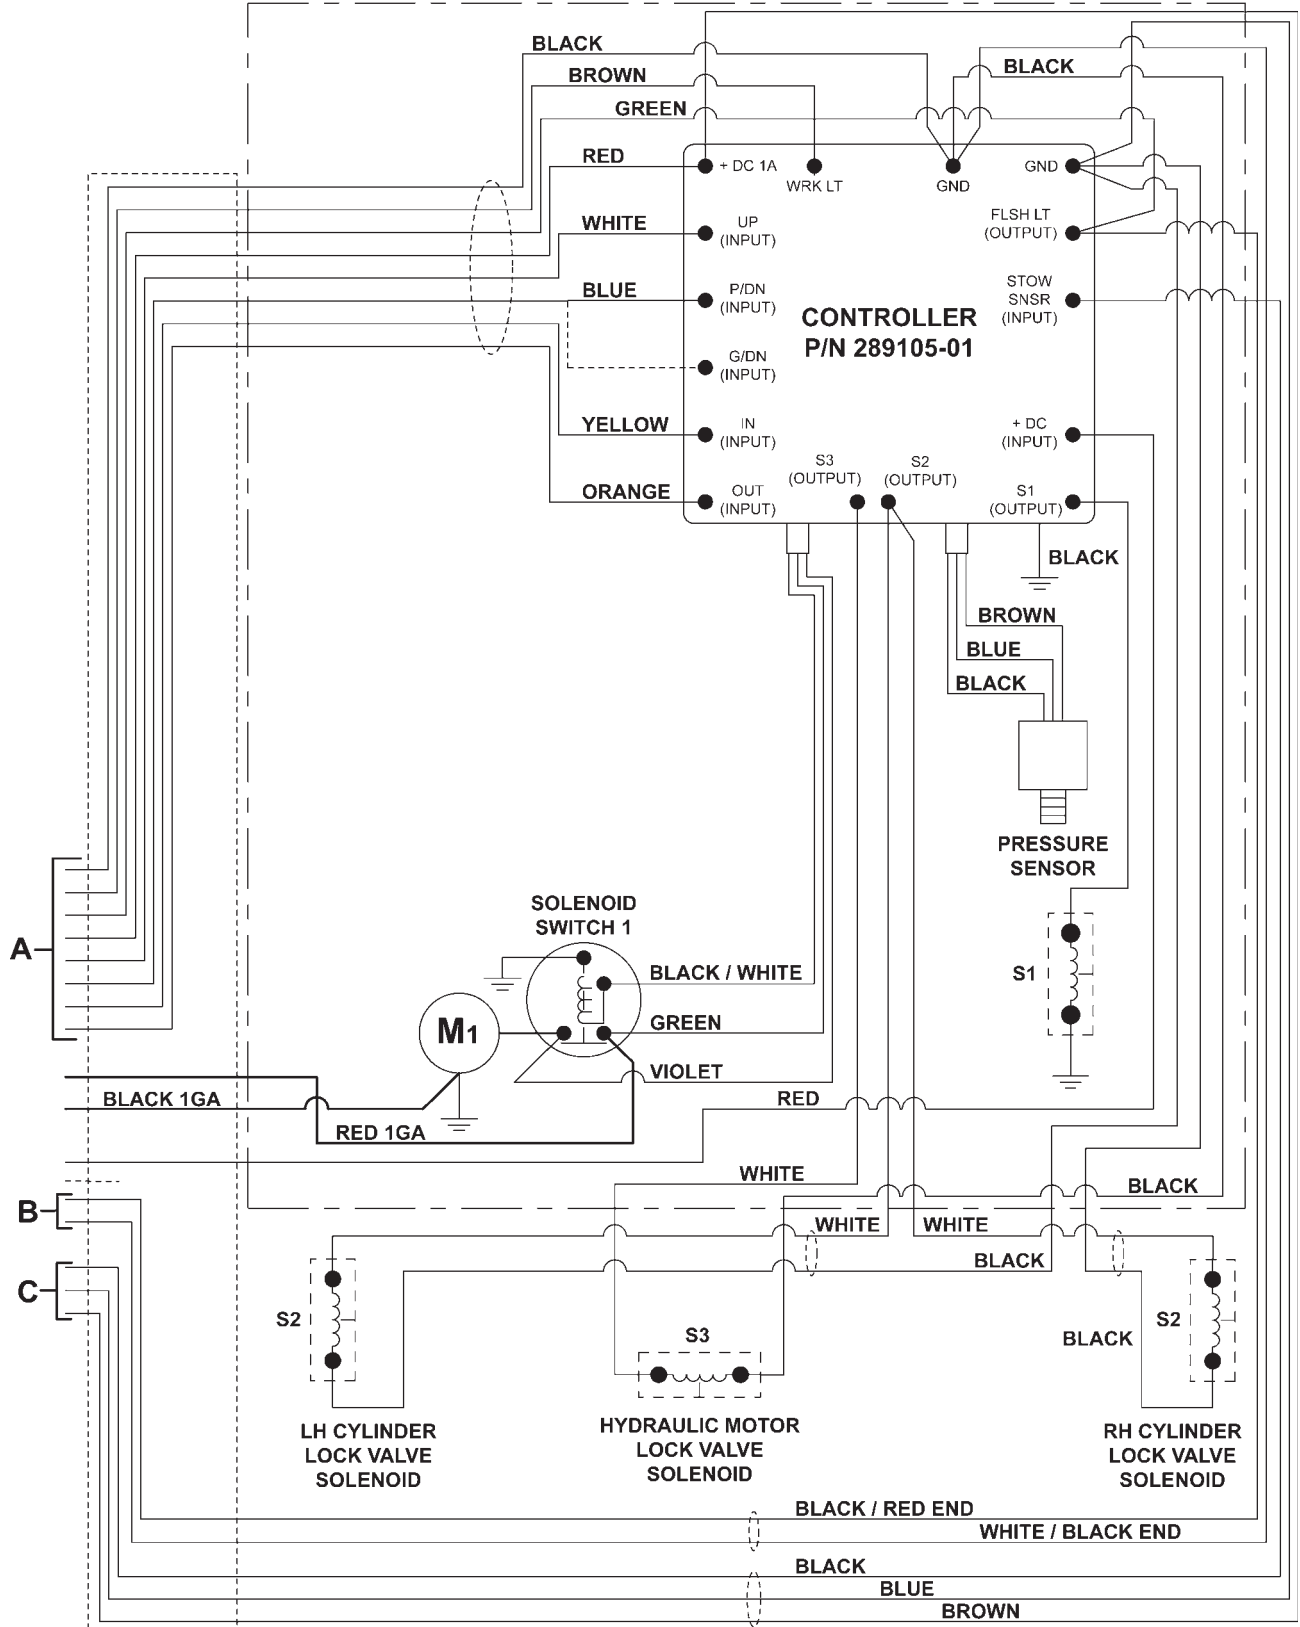 BLACK
BROWN
BLACK
GREEN
RED
+ DC 1A
WRK LT
GND
GND
WHITE
UP
(INPUT)
FLSH LT
(OUTPUT)
BLUE
P/DN
(INPUT)
STOW
SNSR
(INPUT)
CONTROLLER
P/N 289105-01
G/DN
(INPUT)
YELLOW
IN
(INPUT)
+ DC
(INPUT)
S3
(OUTPUT)
S2
(OUTPUT)
ORANGE
OUT
(INPUT)
S1
(OUTPUT)
BLACK
BROWN
BLUE
BLACK
PRESSURE
SENSOR
SOLENOID
SWITCH 1
A
BLACK / WHITE
S1
M1
GREEN
VIOLET
BLACK 1GA
RED
RED 1GA
WHITE
BLACK
B
WHITE
WHITE
BLACK
C
S2
S3
S2
BLACK
LH CYLINDER
LOCK VALVE
SOLENOID
HYDRAULIC MOTOR
LOCK VALVE
SOLENOID
RH CYLINDER
LOCK VALVE
SOLENOID
BLACK / RED END
WHITE / BLACK END
BLACK
BLUE
BROWN